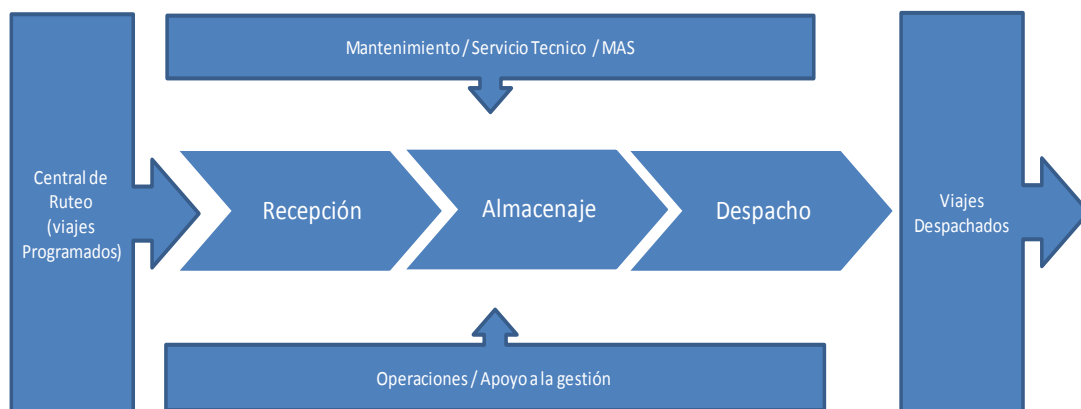 Mantenimiento / Servicio Tecnico / MAS
Central de
Ruteo
(viajes
Programados)
Recepción
Almacenaje
Despacho
Viajes
Despachados
Operaciones / Apoyo a la gestión